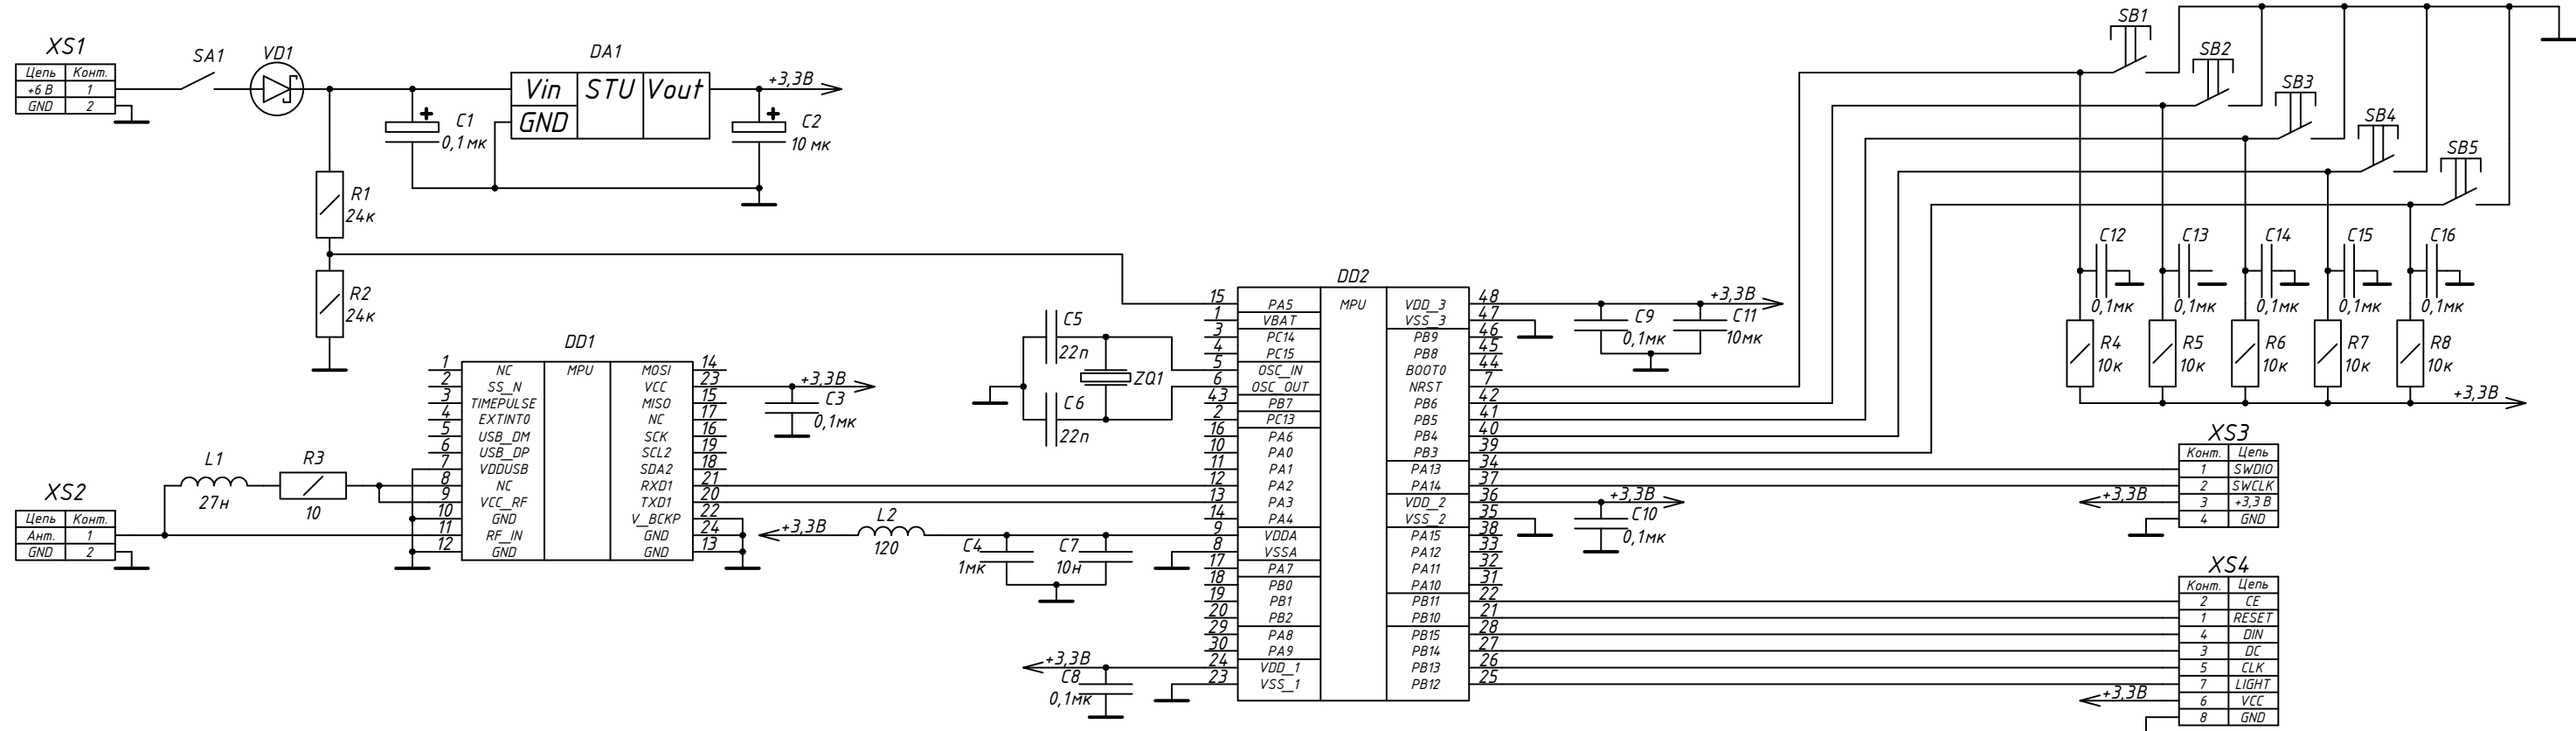 XS1
Цепь Конт.
+6 В 1
GND 2
SA1
VD1
DA1
Vin STU Vout
GND
+3,3В
C1
0,1мк
C2
10 мк
R1
24к
R2
24к
XS2
Цепь Конт.
Ант. 1
GND 2
L1
27н
R3
10
DD1
MPU
1 NC MOSI 14
2 SS_N VCC 23
3 TIMEPULSE MISO 15
4 EXTINT0 NC 17
5 USB_DM SCK 16
6 USB_DP SCL2 19
7 VDDUSB SDA2 18
8 NC RXD1 21
9 VCC_RF TXD1 20
10 GND V_BCKP 22
11 RF_IN GND 24
12 GND GND 13
+3,3В
C3
0,1мк
+3,3В
L2
120
C4
1мк
C7
10н
C5
22п
C6
22п
ZQ1
+3,3В
C8
0,1мк
DD2
MPU
15 PA5 VDD_3 48
1 VBAT VSS_3 47
3 PC14 PB9 46
4 PC15 PB8 45
5 OSC_IN BOOT0 44
6 OSC_OUT NRST 7
43 PB7 PB6 42
2 PC13 PB5 41
16 PA6 PB4 40
10 PA0 PB3 39
11 PA1 PA13 34
12 PA2 PA14 37
13 PA3 VDD_2 36
14 PA4 VSS_2 35
9 VDDA PA15 38
8 VSSA PA12 33
17 PA7 PA11 32
18 PB0 PA10 31
19 PB1 PB11 22
20 PB2 PB10 21
29 PA8 PB15 28
30 PA9 PB14 27
24 VDD_1 PB13 26
23 VSS_1 PB12 25
+3,3В
C9
0,1мк
C11
10мк
+3,3В
C10
0,1мк
SB1
SB2
SB3
SB4
SB5
C12 C13 C14 C15 C16
0,1мк 0,1мк 0,1мк 0,1мк 0,1мк
R4 R5 R6 R7 R8
10к 10к 10к 10к 10к
+3,3В
XS3
Конт. Цепь
1 SWDIO
2 SWCLK
+3,3В
3 +3,3 В
4 GND
XS4
Конт. Цепь
2 CE
1 RESET
4 DIN
3 DC
5 CLK
7 LIGHT
+3,3В
6 VCC
8 GND